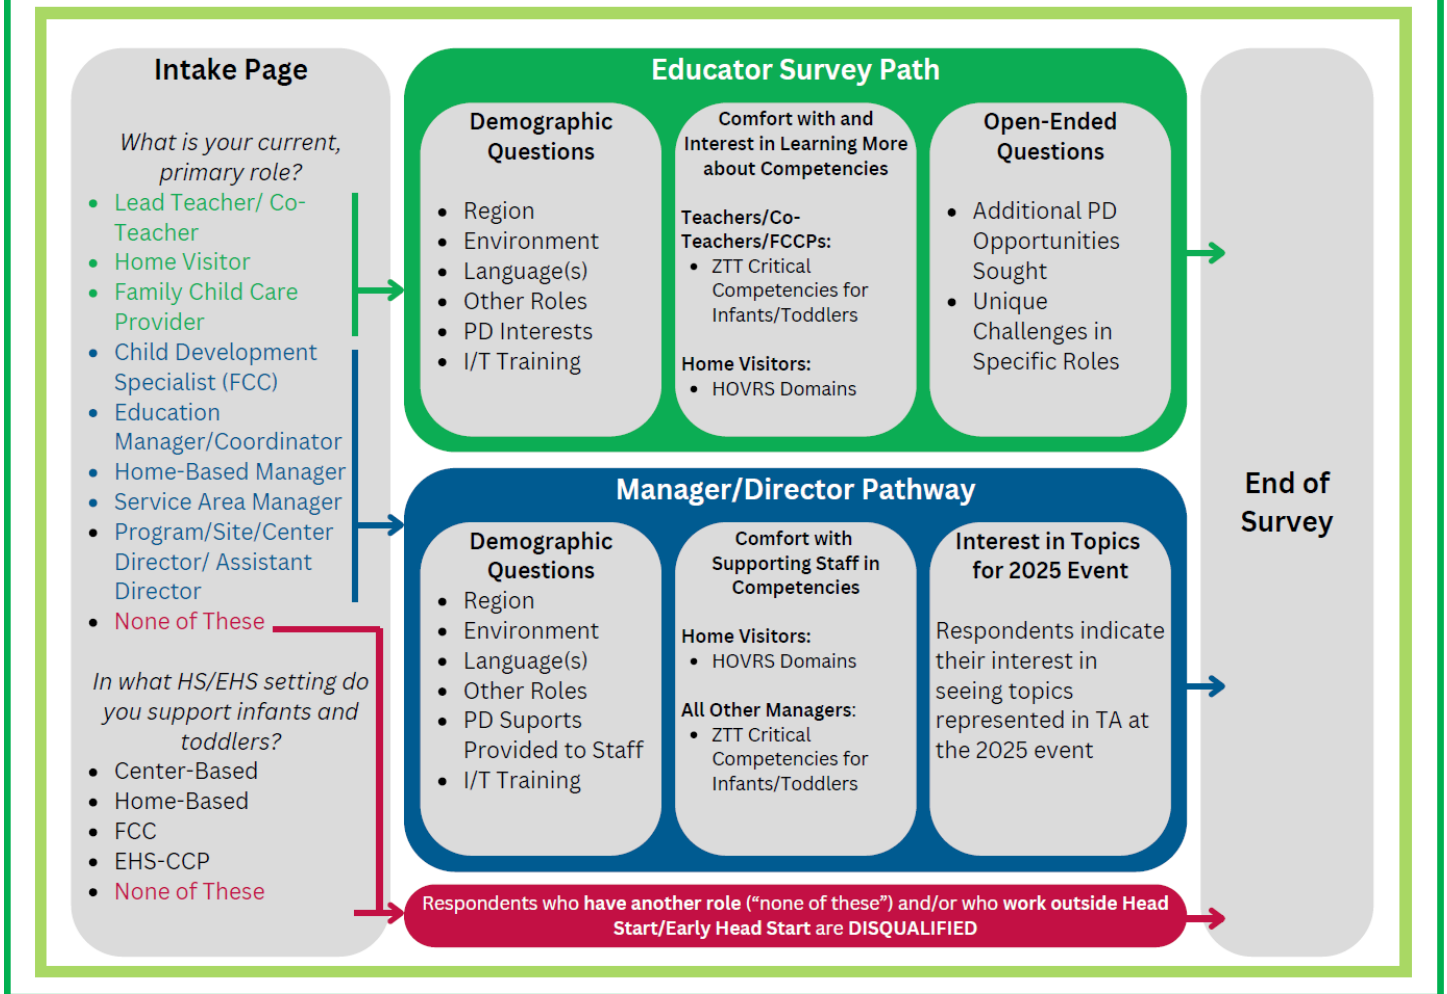 Intake Page
What is your current,
primary role?
• Lead Teacher/ Co-
Teacher
• Home Visitor
• Family Child Care
Provider
• Child Development
Specialist (FCC)
• Education
Manager/Coordinator
• Home-Based Manager
• Service Area Manager
• Program/Site/Center
Director/ Assistant
Director
• None of These
In what HS/EHS setting do
you support infants and
toddlers?
• Center-Based
• Home-Based
• FCC
• EHS-CCP
• None of These
Educator Survey Path
Demographic
Questions
• Region
• Environment
• Language(s)
• Other Roles
• PD Interests
• I/T Training
Comfort with and
Interest in Learning More
about Competencies
Teachers/Co-
Teachers/FCCPs:
• ZTT Critical
Competencies for
Infants/Toddlers
Home Visitors:
• HOVRS Domains
Open-Ended
Questions
• Additional PD
Opportunities
Sought
• Unique
Challenges in
Specific Roles
Manager/Director Pathway
Demographic
Questions
• Region
• Environment
• Language(s)
• Other Roles
• PD Suports
Provided to Staff
• I/T Training
Comfort with
Supporting Staff in
Competencies
Home Visitors:
• HOVRS Domains
All Other Managers:
• ZTT Critical
Competencies for
Infants/Toddlers
Interest in Topics
for 2025 Event
Respondents indicate
their interest in
seeing topics
represented in TA at
the 2025 event
Respondents who have another role (“none of these”) and/or who work outside Head
Start/Early Head Start are DISQUALIFIED
End of
Survey